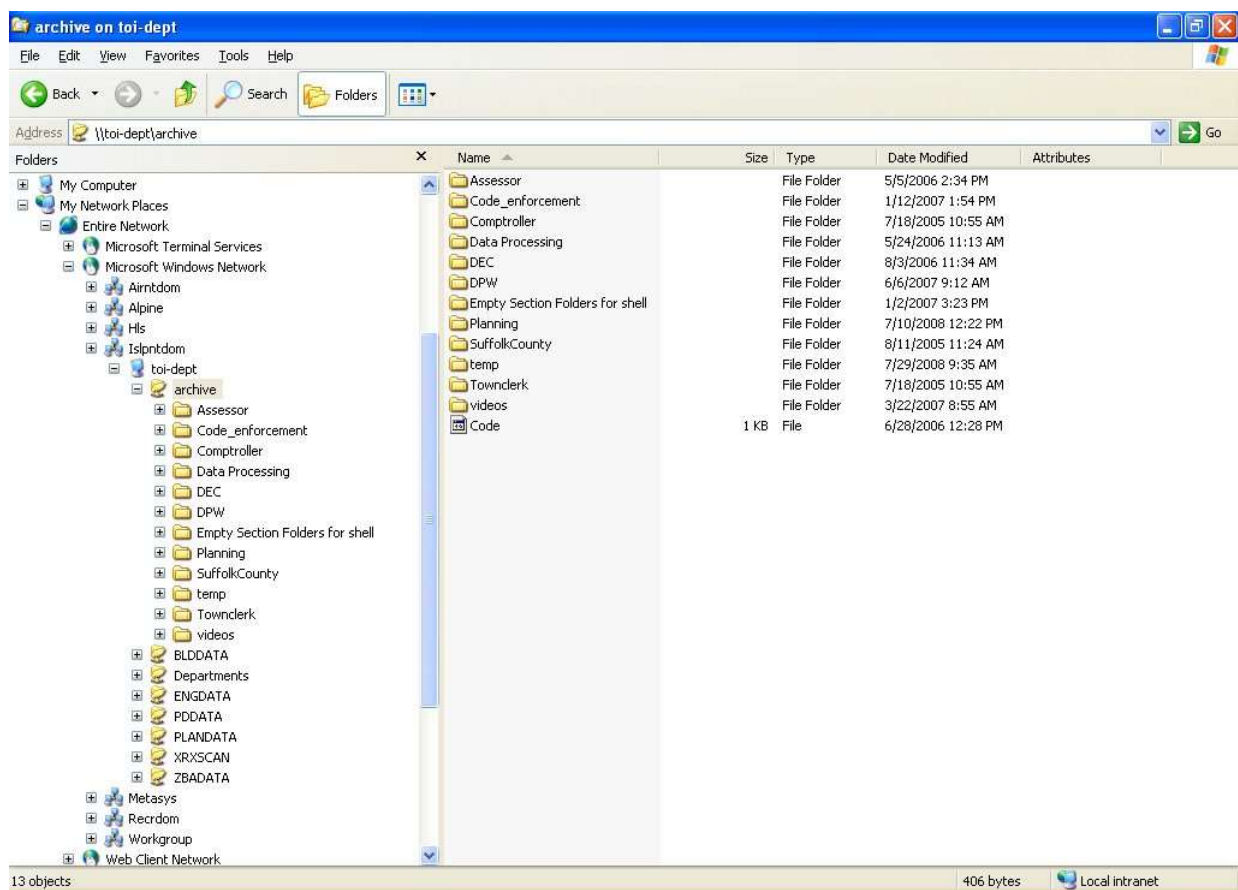 archive on toi-dept
File Edit View Favorites Tools Help
Back Search Folders
Address \\toi-dept\archive Go
Folders
My Computer
My Network Places
Entire Network
Microsoft Terminal Services
Microsoft Windows Network
Airntdom
Alpine
Hls
Islpntdom
toi-dept
archive
Assessor
Code_enforcement
Comptroller
Data Processing
DEC
DPW
Empty Section Folders for shell
Planning
SuffolkCounty
temp
Townclerk
videos
BLDDATA
Departments
ENGDATA
PDDATA
PLANDATA
XRXSCAN
ZBADATA
Metasys
Recrdom
Workgroup
Web Client Network
Name Size Type Date Modified Attributes
Assessor File Folder 5/5/2006 2:34 PM
Code_enforcement File Folder 1/12/2007 1:54 PM
Comptroller File Folder 7/18/2005 10:55 AM
Data Processing File Folder 5/24/2006 11:13 AM
DEC File Folder 8/3/2006 11:34 AM
DPW File Folder 6/6/2007 9:12 AM
Empty Section Folders for shell File Folder 1/2/2007 3:23 PM
Planning File Folder 7/10/2008 12:22 PM
SuffolkCounty File Folder 8/11/2005 11:24 AM
temp File Folder 7/29/2008 9:35 AM
Townclerk File Folder 7/18/2005 10:55 AM
videos File Folder 3/22/2007 8:55 AM
Code 1 KB File 6/28/2006 12:28 PM
13 objects 406 bytes Local intranet